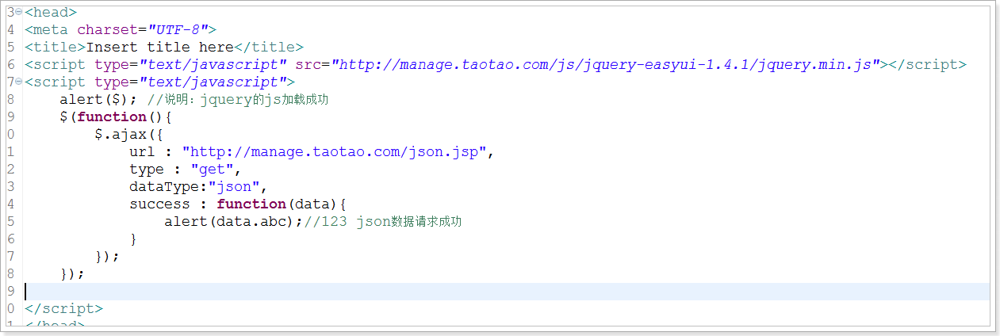 3 <head>
4 <meta charset="UTF-8">
5 <title>Insert title here</title>
6 <script type="text/javascript" src="http://manage.taotao.com/js/jquery-easyui-1.4.1/jquery.min.js"></script>
7 <script type="text/javascript">
8     alert($); //说明：jquery的js加载成功
9     $(function(){
0         $.ajax({
1             url : "http://manage.taotao.com/json.jsp",
2             type : "get",
3             dataType:"json",
4             success : function(data){
5                 alert(data.abc);//123 json数据请求成功
6             }
7         });
8     });
9
0 </script>
1 </head>